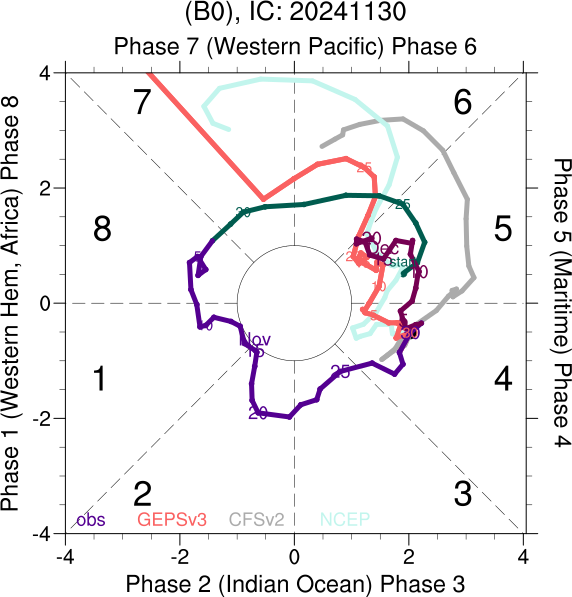 (B0), IC: 20241130
Phase 7 (Western Pacific) Phase 6
4
2
0
-2
-4
-4
-2
0
2
4
Phase 1 (Western Hem, Africa) Phase 8
Phase 5 (Maritime) Phase 4
7
6
8
5
1
4
2
3
25
25
30
20
Dec
start
10
10
30
Nov
15
25
20
obs
GEPSv3
CFSv2
NCEP
Phase 2 (Indian Ocean) Phase 3